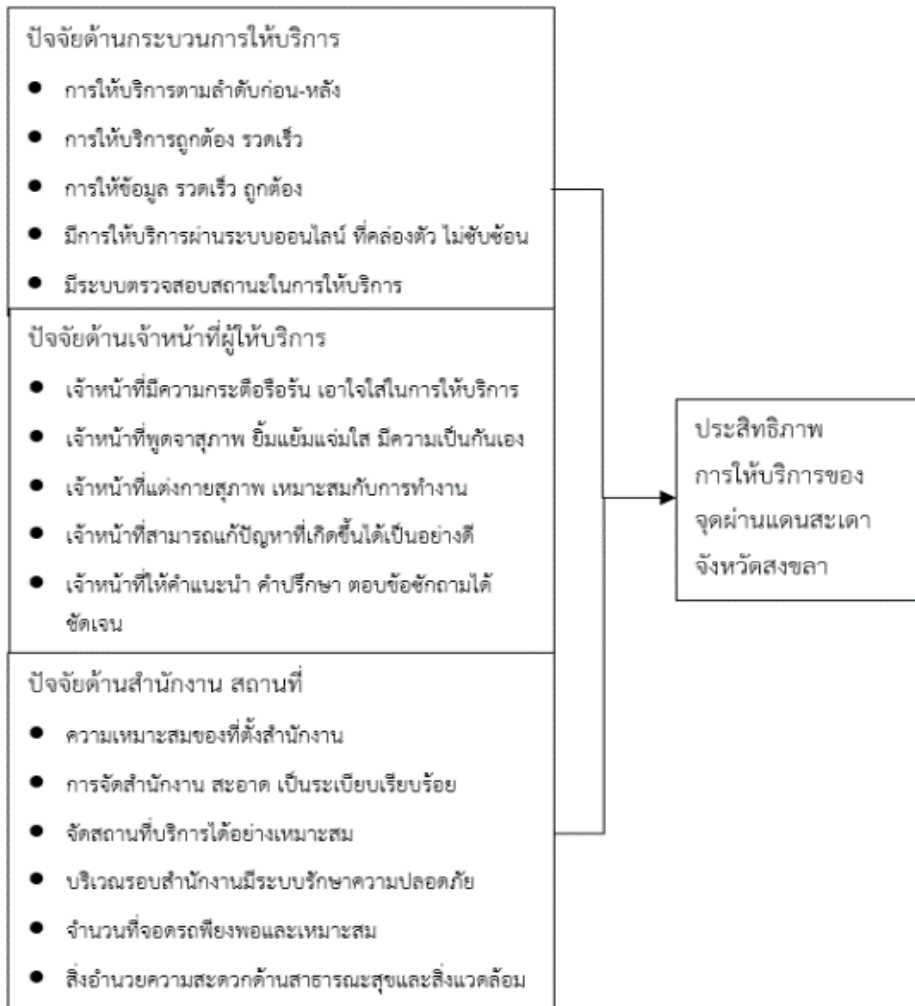 ปัจจัยด้านกระบวนการให้บริการ
● การให้บริการตามลำดับก่อน-หลัง
● การให้บริการถูกต้อง รวดเร็ว
● การให้ข้อมูล รวดเร็ว ถูกต้อง
● มีการให้บริการผ่านระบบออนไลน์ ที่คล่องตัว ไม่ซับซ้อน
● มีระบบตรวจสอบสถานะในการให้บริการ
ปัจจัยด้านเจ้าหน้าที่ผู้ให้บริการ
● เจ้าหน้าที่มีความกระตือรือร้น เอาใจใส่ในการให้บริการ
● เจ้าหน้าที่พูดจาสุภาพ ยิ้มแย้มแจ่มใส มีความเป็นกันเอง
● เจ้าหน้าที่แต่งกายสุภาพ เหมาะสมกับการทำงาน
● เจ้าหน้าที่สามารถแก้ปัญหาที่เกิดขึ้นได้เป็นอย่างดี
● เจ้าหน้าที่ให้คำแนะนำ คำปรึกษา ตอบข้อซักถามได้
ชัดเจน
ปัจจัยด้านสำนักงาน สถานที่
● ความเหมาะสมของที่ตั้งสำนักงาน
● การจัดสำนักงาน สะอาด เป็นระเบียบเรียบร้อย
● จัดสถานที่บริการได้อย่างเหมาะสม
● บริเวณรอบสำนักงานมีระบบรักษาความปลอดภัย
● จำนวนที่จอดรถพียงพอและเหมาะสม
● สิ่งอำนวยความสะดวกด้านสาธารณะสุขและสิ่งแวดล้อม
ประสิทธิภาพ
การให้บริการของ
จุดผ่านแดนสะเดา
จังหวัดสงขลา